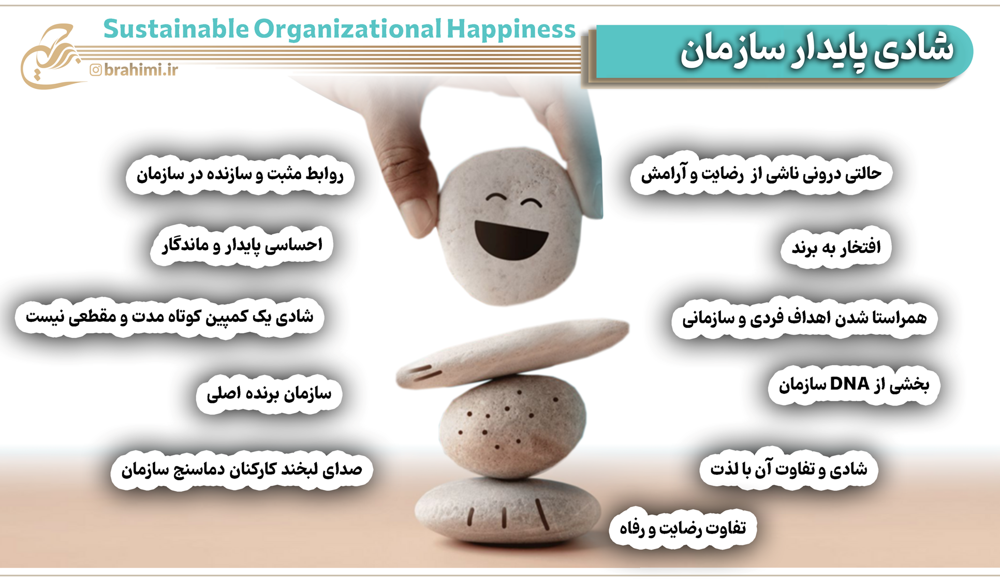 Sustainable Organizational Happiness
شادی پایدار سازمان
brahimi.ir
حالتی درونی ناشی از رضایت و آرامش
افتخار به برند
همراستا شدن اهداف فردی و سازمانی
بخشی از DNA سازمان
شادی و تفاوت آن با لذت
تفاوت رضایت و رفاه
روابط مثبت و سازنده در سازمان
احساسی پایدار و ماندگار
شادی یک کمپین کوتاه مدت و مقطعی نیست
سازمان برنده اصلی
صدای لبخند کارکنان دماسنج سازمان